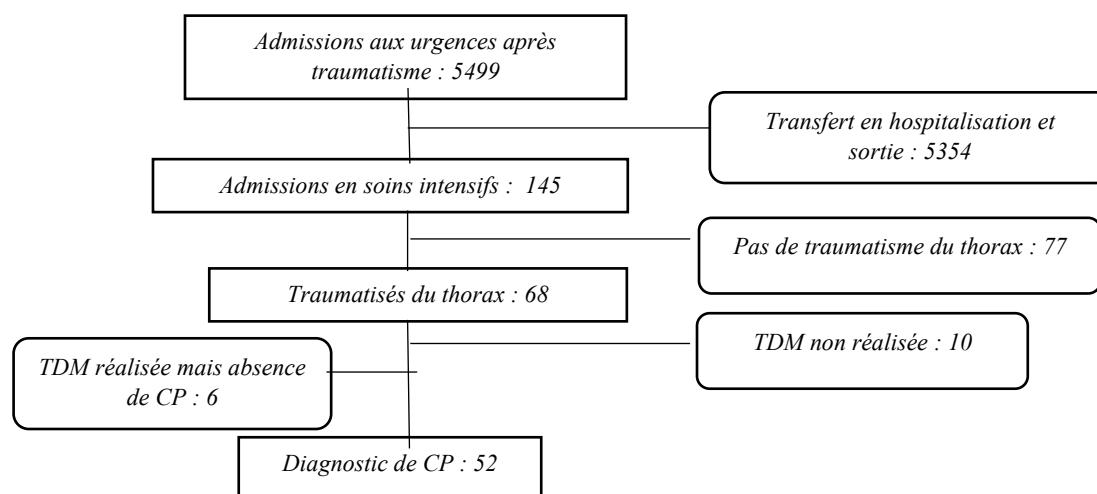 Admissions aux urgences après
traumatisme : 5499
Transfert en hospitalisation et
sortie : 5354
Admissions en soins intensifs :  145
Pas de traumatisme du thorax : 77
Traumatisés du thorax : 68
TDM non réalisée : 10
TDM réalisée mais absence
de CP : 6
Diagnostic de CP : 52